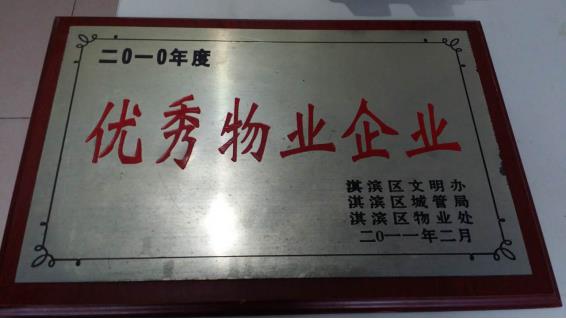 二0一0年度
优秀物业企业
淇滨区文明办
淇滨区城管局
淇滨区物业处
二0一一年二月